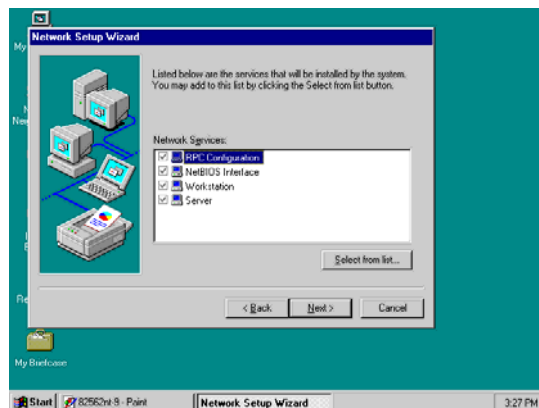 My
Network Setup Wizard
Listed below are the services that will be installed by the system.
You may add to this list by clicking the Select from list button.
Network Services:
RPC Configuration
NetBIOS Interface
Workstation
Server
Select from list...
< Back
Next >
Cancel
My Briefcase
Start
82562nt-9 - Paint
Network Setup Wizard
3:27 PM